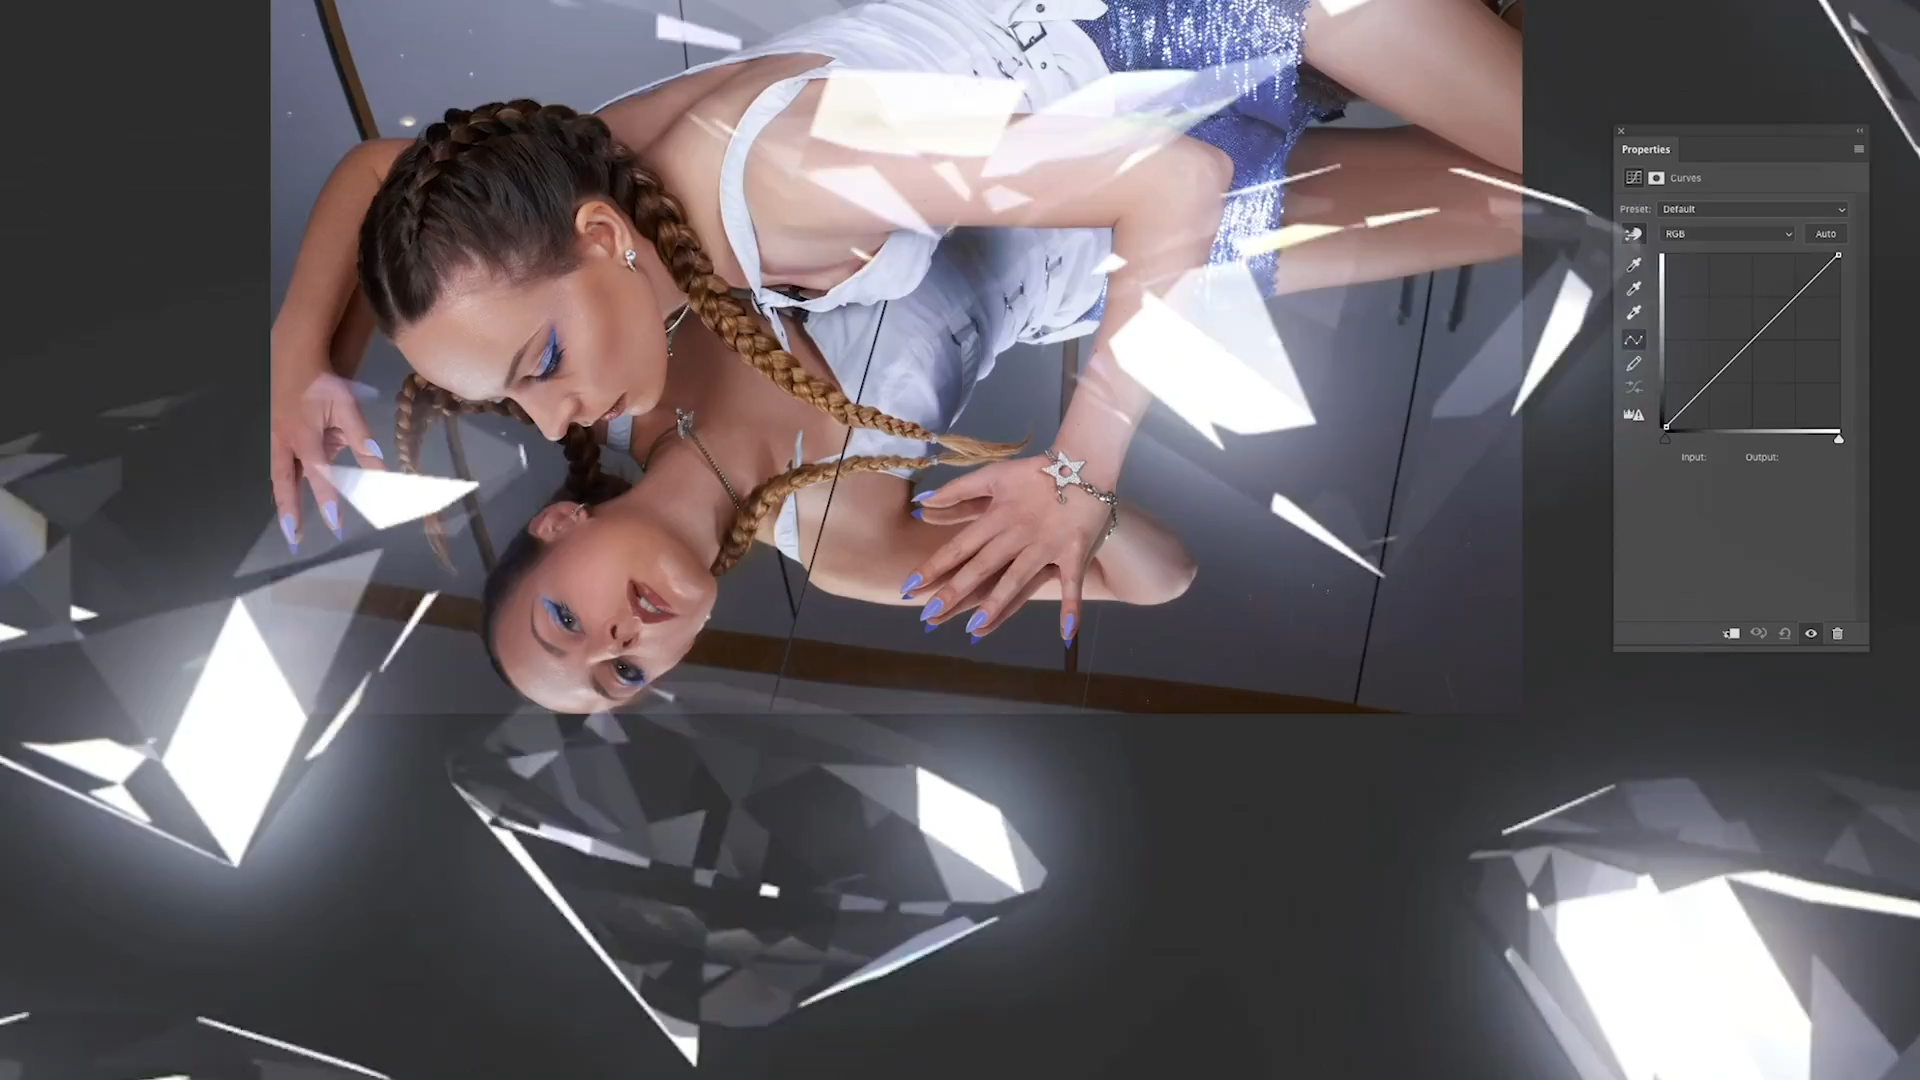 Properties
Curves
Preset: Default
RGB Auto
Input: Output: